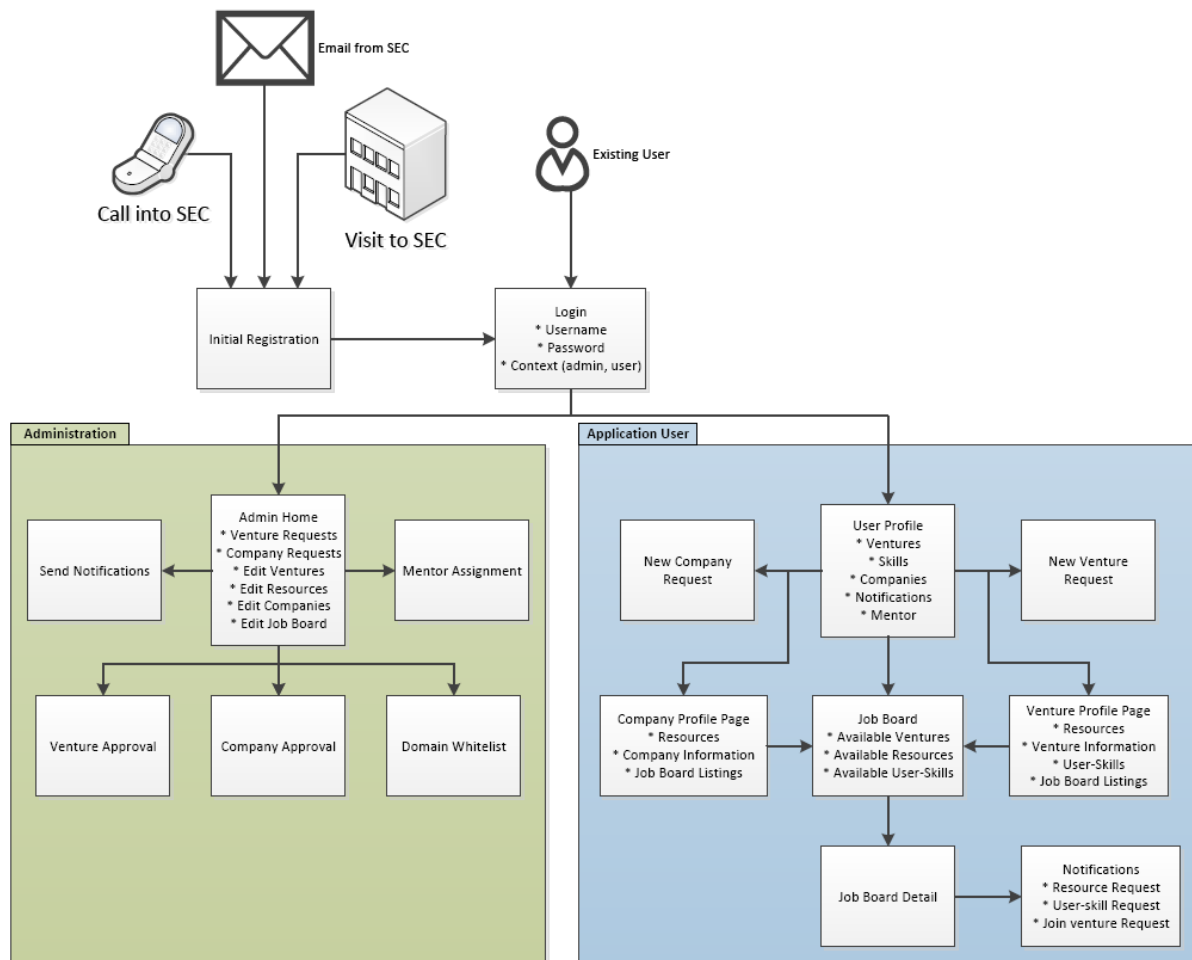 Email from SEC
Call into SEC
Visit to SEC
Existing User
Initial Registration
Login
* Username
* Password
* Context (admin, user)
Administration
Admin Home
* Venture Requests
* Company Requests
* Edit Ventures
* Edit Resources
* Edit Companies
* Edit Job Board
Send Notifications
Mentor Assignment
Venture Approval
Company Approval
Domain Whitelist
Application User
User Profile
* Ventures
* Skills
* Companies
* Notifications
* Mentor
New Company
Request
New Venture
Request
Company Profile Page
* Resources
* Company Information
* Job Board Listings
Job Board
* Available Ventures
* Available Resources
* Available User-Skills
Venture Profile Page
* Resources
* Venture Information
* User-Skills
* Job Board Listings
Job Board Detail
Notifications
* Resource Request
* User-skill Request
* Join venture Request